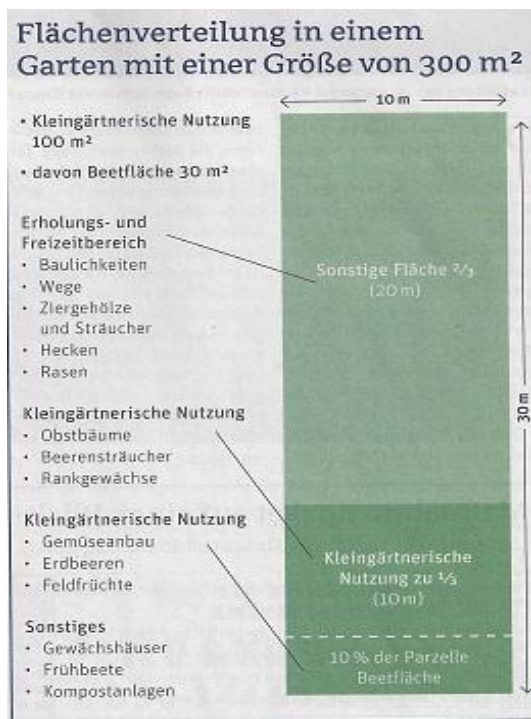 Flächenverteilung in einem
Garten mit einer Größe von 300 m²
• Kleingärtnerische Nutzung
100 m²
• davon Beetfläche 30 m²
Erholungs- und
Freizeitbereich
• Baulichkeiten
• Wege
• Ziergehölze
und Sträucher
• Hecken
• Rasen
Kleingärtnerische Nutzung
• Obstbäume
• Beerensträucher
• Rankgewächse
Kleingärtnerische Nutzung
• Gemüseanbau
• Erdbeeren
• Feldfrüchte
Sonstiges
• Gewächshäuser
• Frühbeete
• Kompostanlagen
10 m
Sonstige Fläche ⅔
(20 m)
30 m
Kleingärtnerische
Nutzung zu ⅓
(10 m)
10 % der Parzelle
Beetfläche